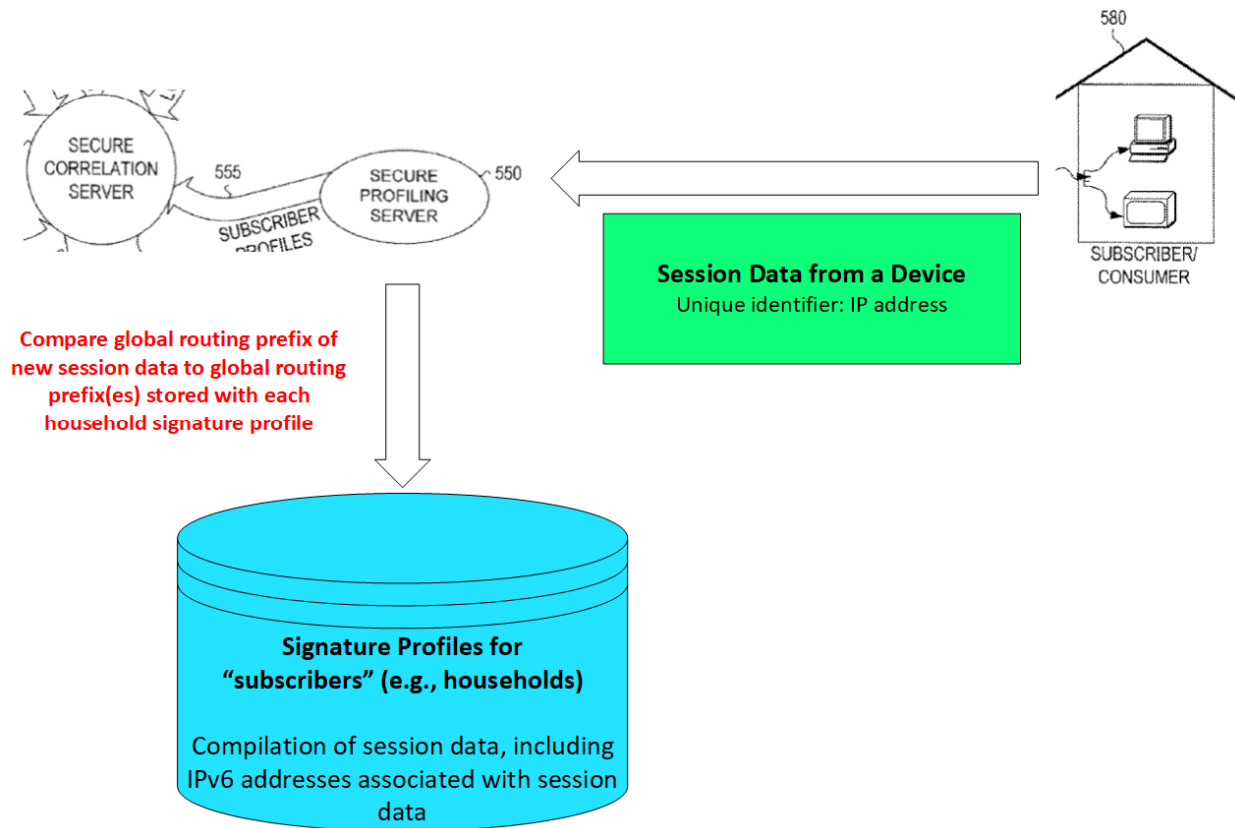 580
SECURE
CORRELATION
SERVER
555
SUBSCRIBER
PROFILES
SECURE
PROFILING
SERVER
550
SUBSCRIBER/
CONSUMER
Session Data from a Device
Unique identifier: IP address
Compare global routing prefix of
new session data to global routing
prefix(es) stored with each
household signature profile
Signature Profiles for
“subscribers” (e.g., households)
Compilation of session data, including
IPv6 addresses associated with session
data